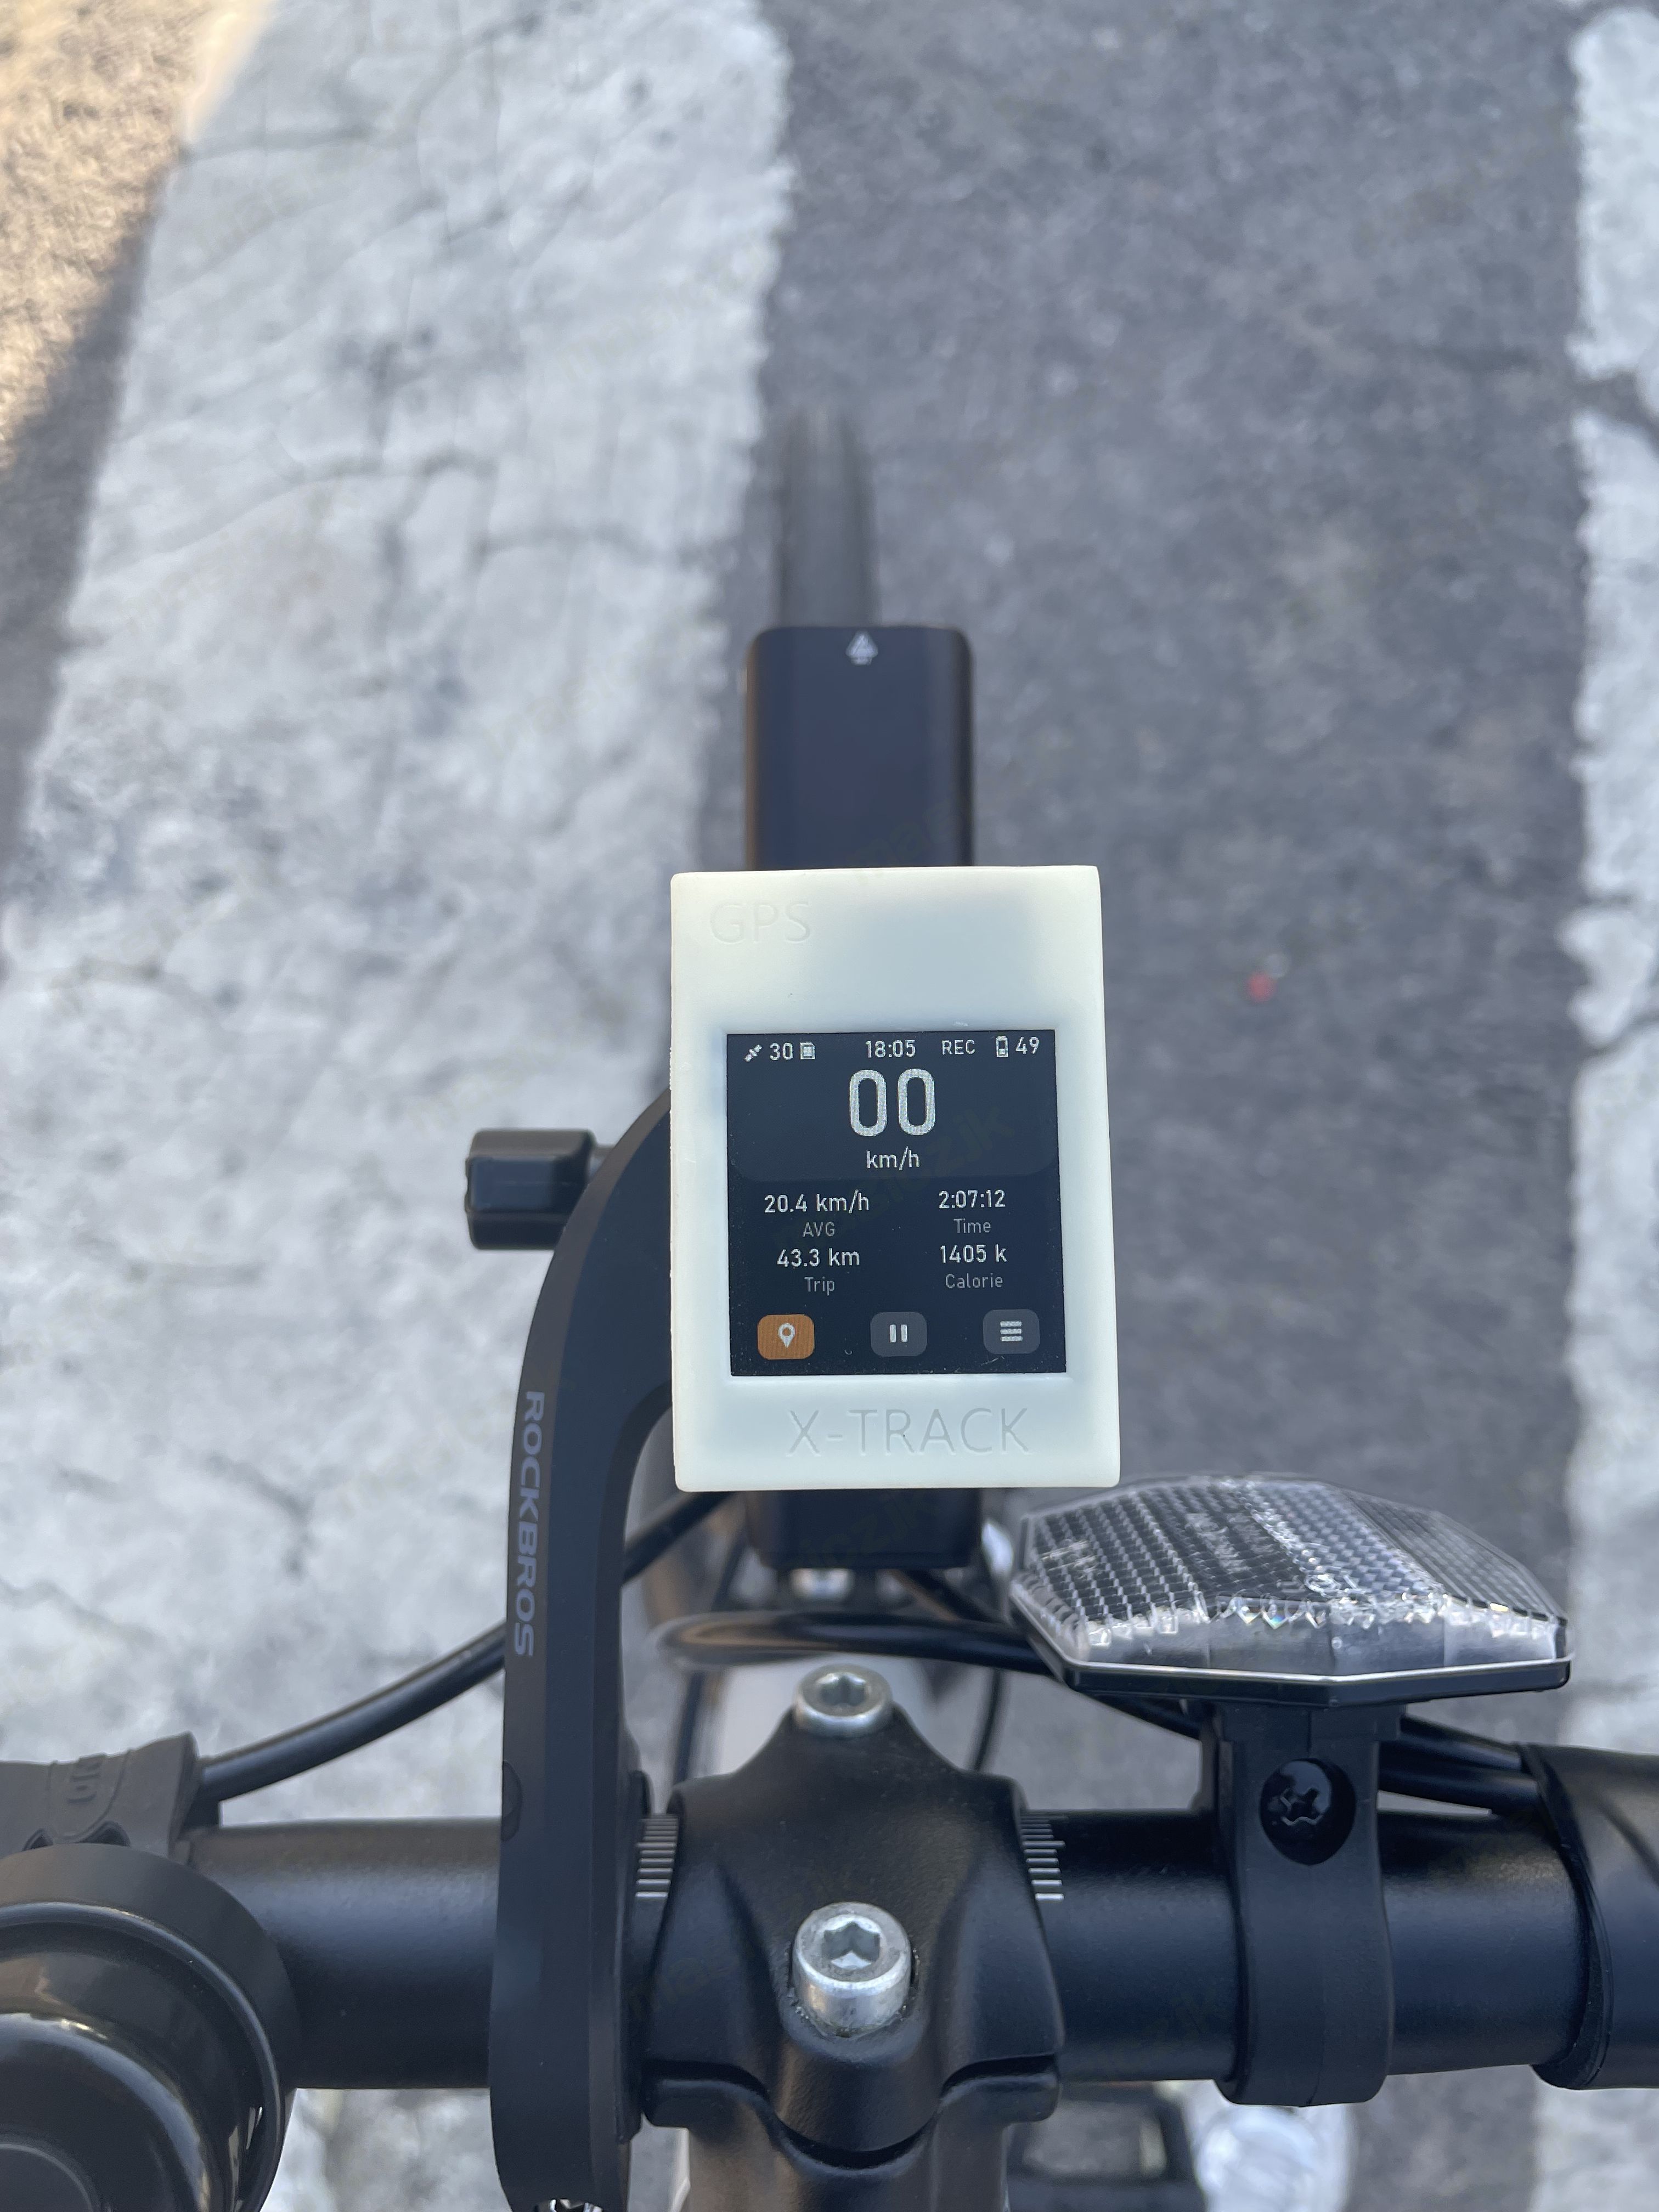 GPS
30 18:05 REC 49
00
km/h
20.4 km/h 2:07:12
AVG Time
43.3 km 1405 k
Trip Calorie
X-TRACK
ROCKBROS